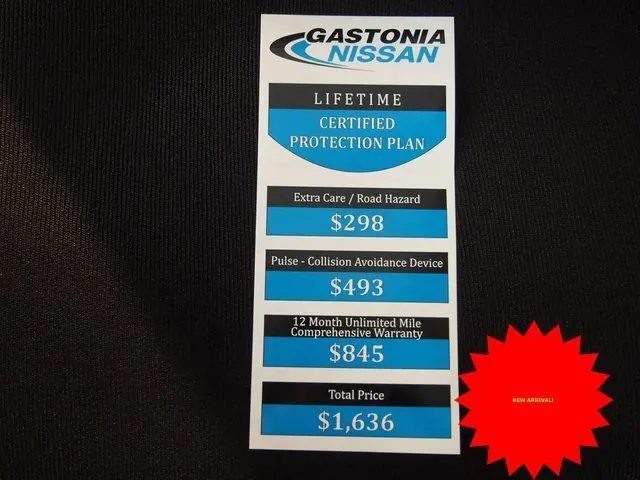 GASTONIA
NISSAN
LIFETIME
CERTIFIED
PROTECTION PLAN
Extra Care / Road Hazard
$298
Pulse - Collision Avoidance Device
$493
12 Month Unlimited Mile
Comprehensive Warranty
$845
Total Price
$1,636
NEW ARRIVAL!